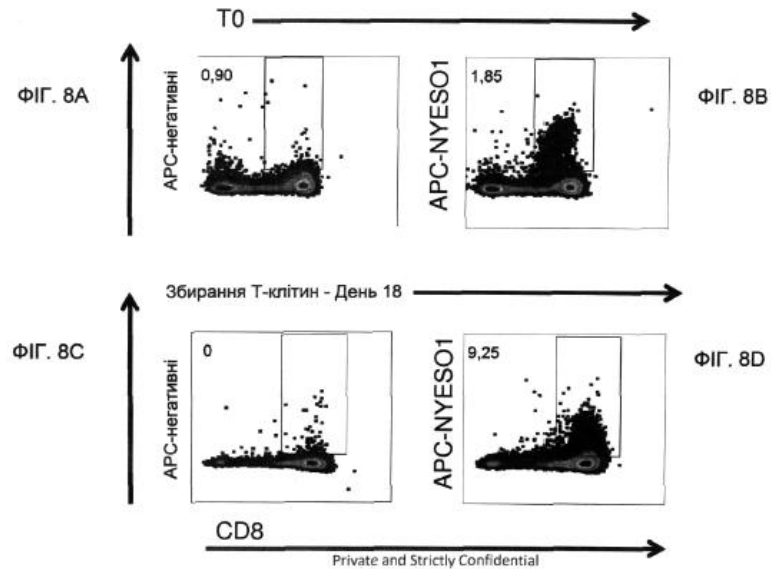 T0
ФІГ. 8A
APC-негативні
0,90
APC-NYESO1
1,85
ФІГ. 8B
Збирання Т-клітин - День 18
ФІГ. 8C
APC-негативні
0
APC-NYESO1
9,25
ФІГ. 8D
CD8
Private and Strictly Confidential